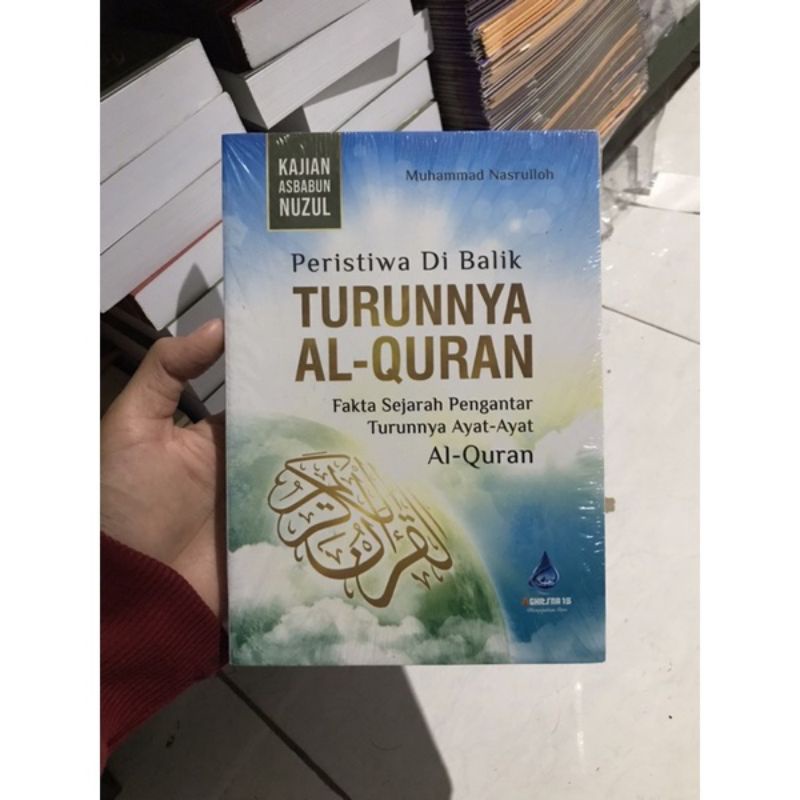 KAJIAN
ASBABUN
NUZUL
Muhammad Nasrulloh
Peristiwa Di Balik
TURUNNYA
AL-QURAN
Fakta Sejarah Pengantar
Turunnya Ayat-Ayat
Al-Quran
القرآن الكريم